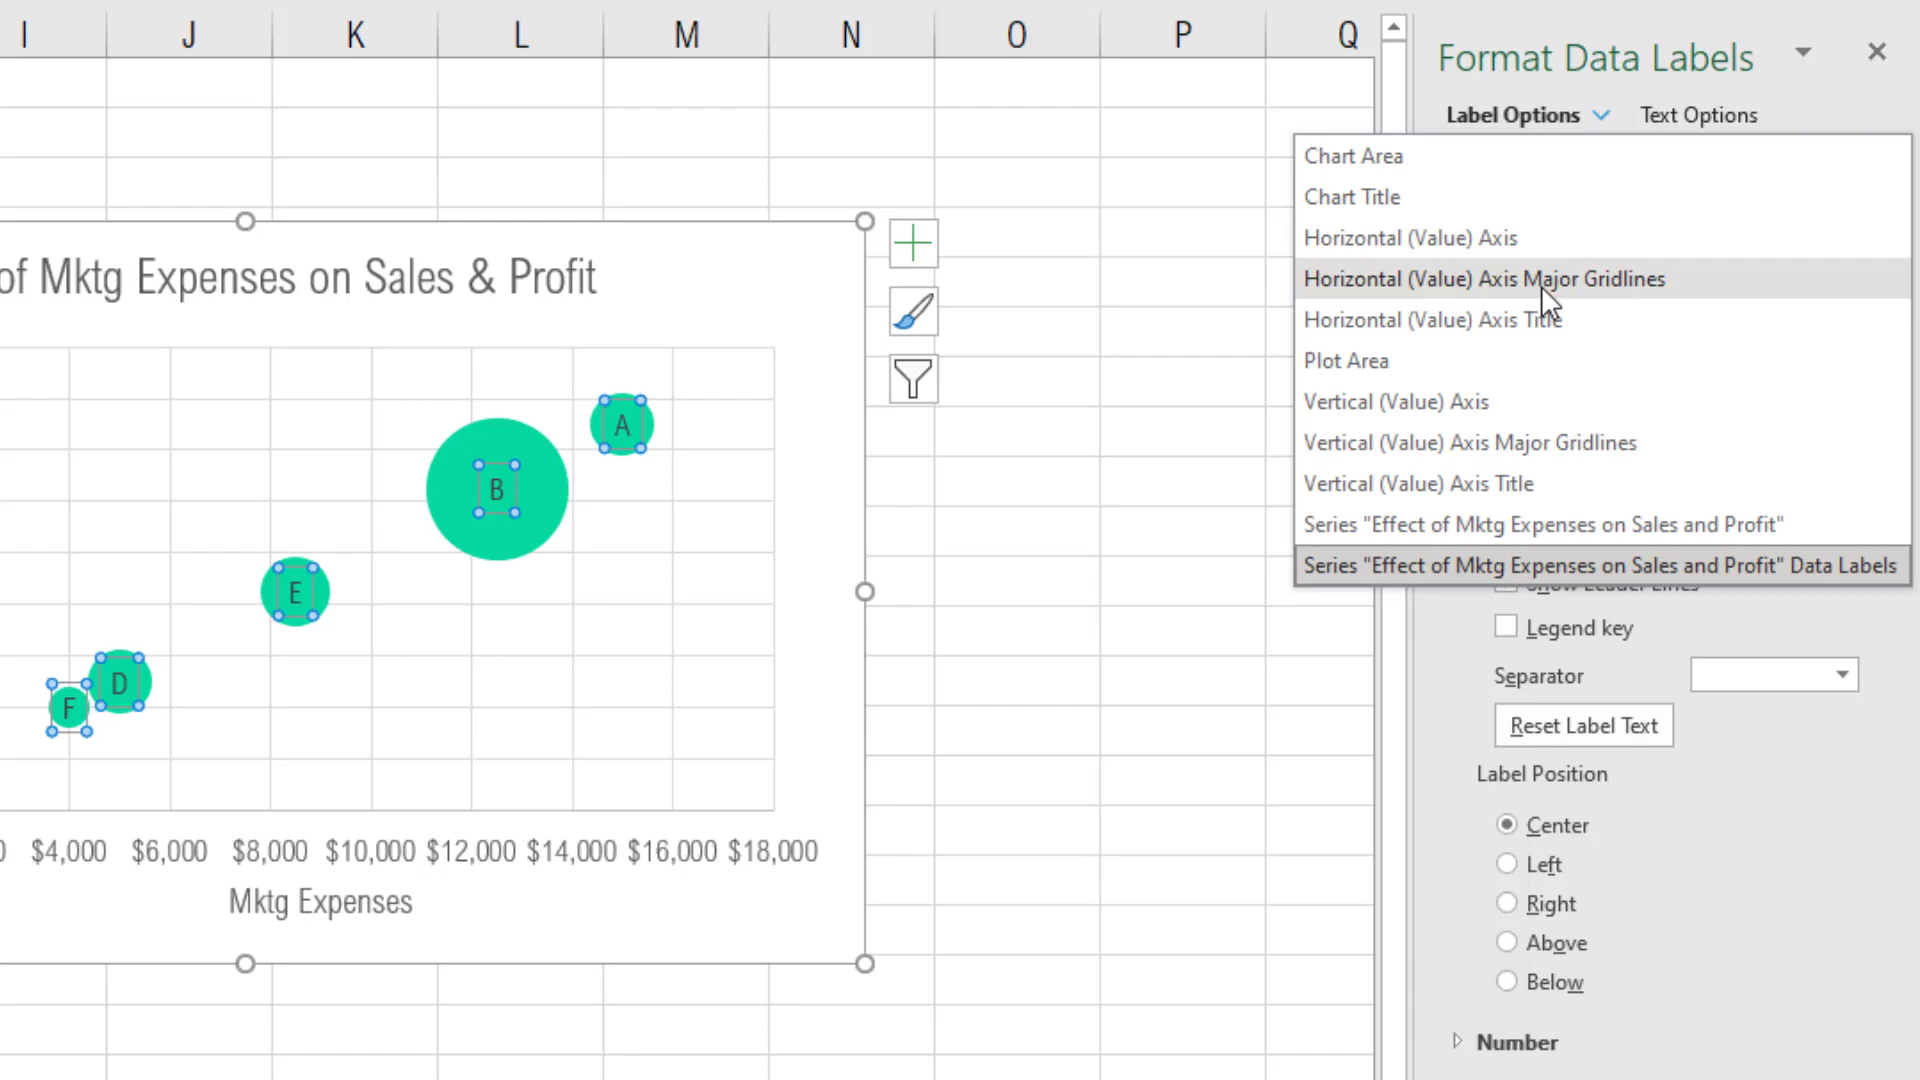 I J K L M N O P Q
of Mktg Expenses on Sales & Profit
A
B
E
D
F
$4,000 $6,000 $8,000 $10,000 $12,000 $14,000 $16,000 $18,000
Mktg Expenses
Format Data Labels
Label Options Text Options
Chart Area
Chart Title
Horizontal (Value) Axis
Horizontal (Value) Axis Major Gridlines
Horizontal (Value) Axis Title
Plot Area
Vertical (Value) Axis
Vertical (Value) Axis Major Gridlines
Vertical (Value) Axis Title
Series "Effect of Mktg Expenses on Sales and Profit"
Series "Effect of Mktg Expenses on Sales and Profit" Data Labels
Show Leader Lines
Legend key
Separator
Reset Label Text
Label Position
Center
Left
Right
Above
Below
Number